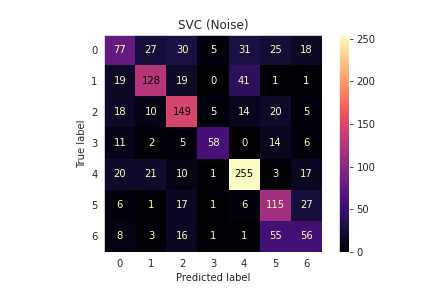 SVC (Noise)
0 77 27 30 5 31 25 18
1 19 128 19 0 41 1 1
2 18 10 149 5 14 20 5
3 11 2 5 58 0 14 6
4 20 21 10 1 255 3 17
5 6 1 17 1 6 115 27
6 8 3 16 1 1 55 56
0 1 2 3 4 5 6
True label
Predicted label
250
200
150
100
50
0